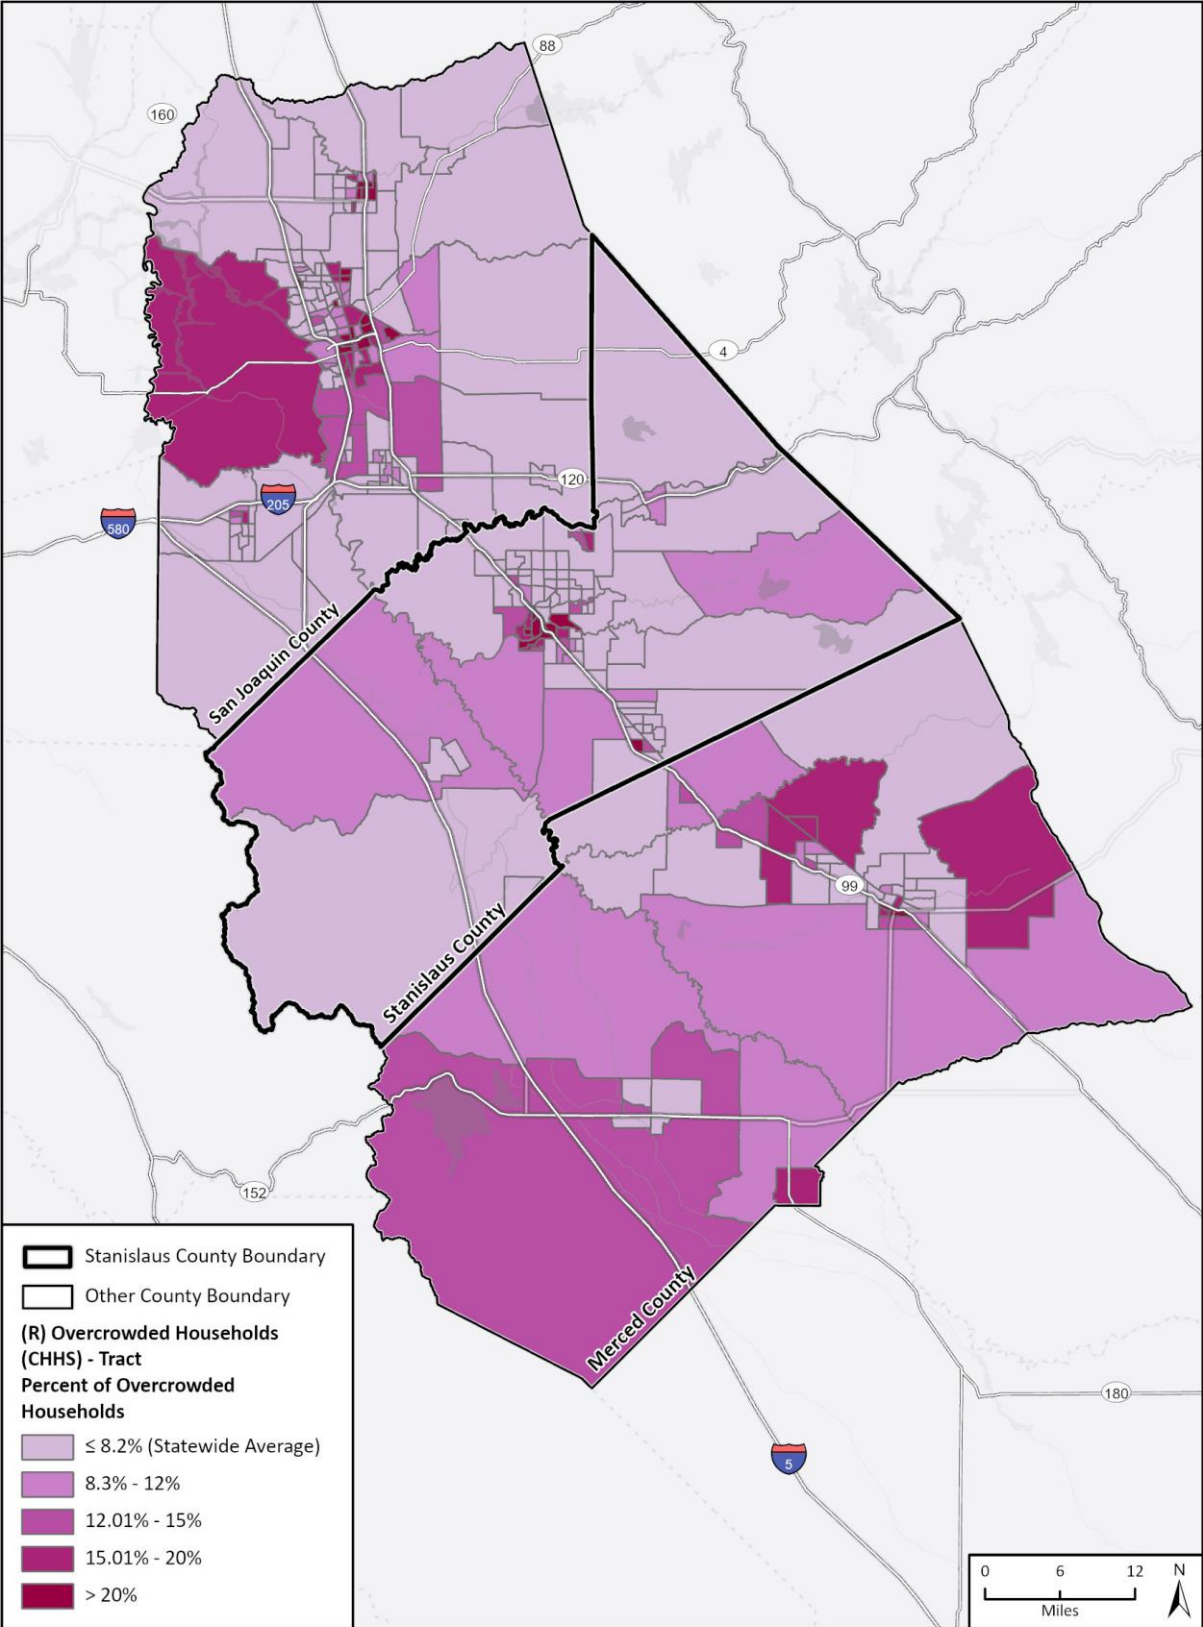 88
160
4
120
205
580
San Joaquin County
99
Stanislaus County
152
Merced County
180
5
Stanislaus County Boundary
Other County Boundary
(R) Overcrowded Households
(CHHS) - Tract
Percent of Overcrowded
Households
≤ 8.2% (Statewide Average)
8.3% - 12%
12.01% - 15%
15.01% - 20%
> 20%
0 6 12 N
Miles